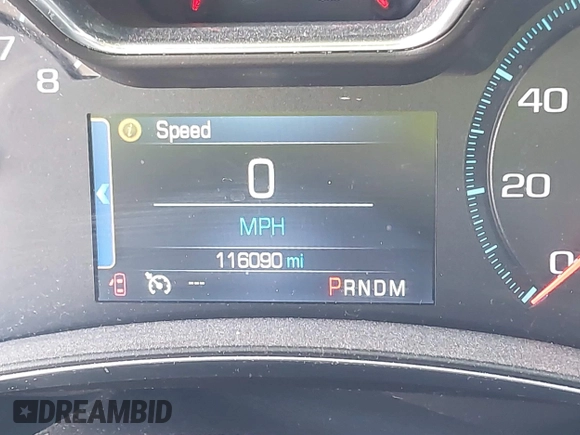 7
8
Speed
0
MPH
116090 mi
---
PRNDM
40
20
0
DREAMBID